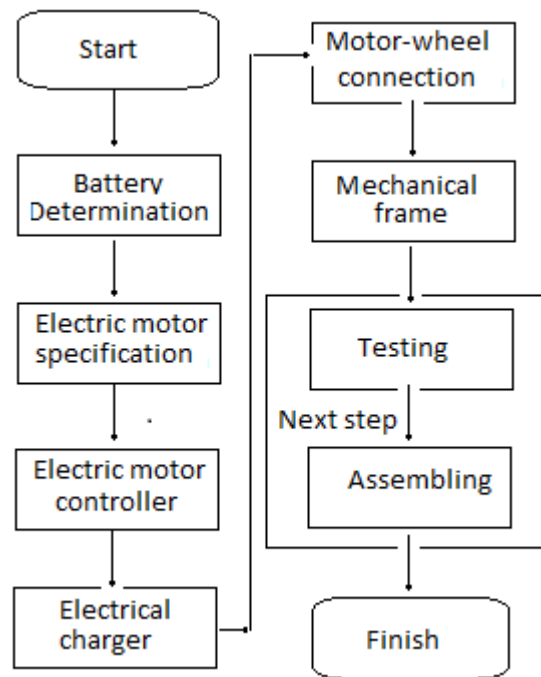 Start
Battery
Determination
Electric motor
specification
Electric motor
controller
Electrical
charger
Motor-wheel
connection
Mechanical
frame
Testing
Next step
Assembling
Finish